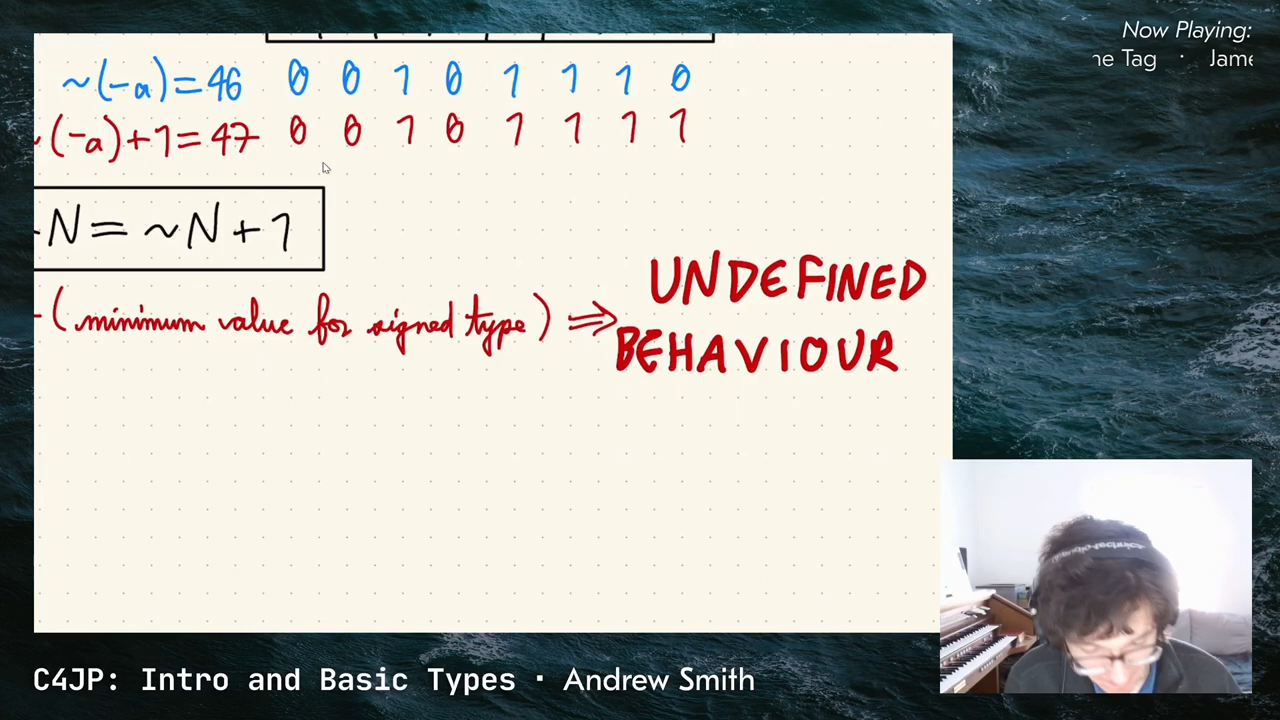 Now Playing:
ne Tag · Jame
~(-a)=46 0 0 1 0 1 1 1 0
(-a)+1=47 0 0 1 0 1 1 1 1
-N=~N+1
-(minimum value for signed type) ⇒ UNDEFINED
BEHAVIOUR
audio-technica
C4JP: Intro and Basic Types · Andrew Smith